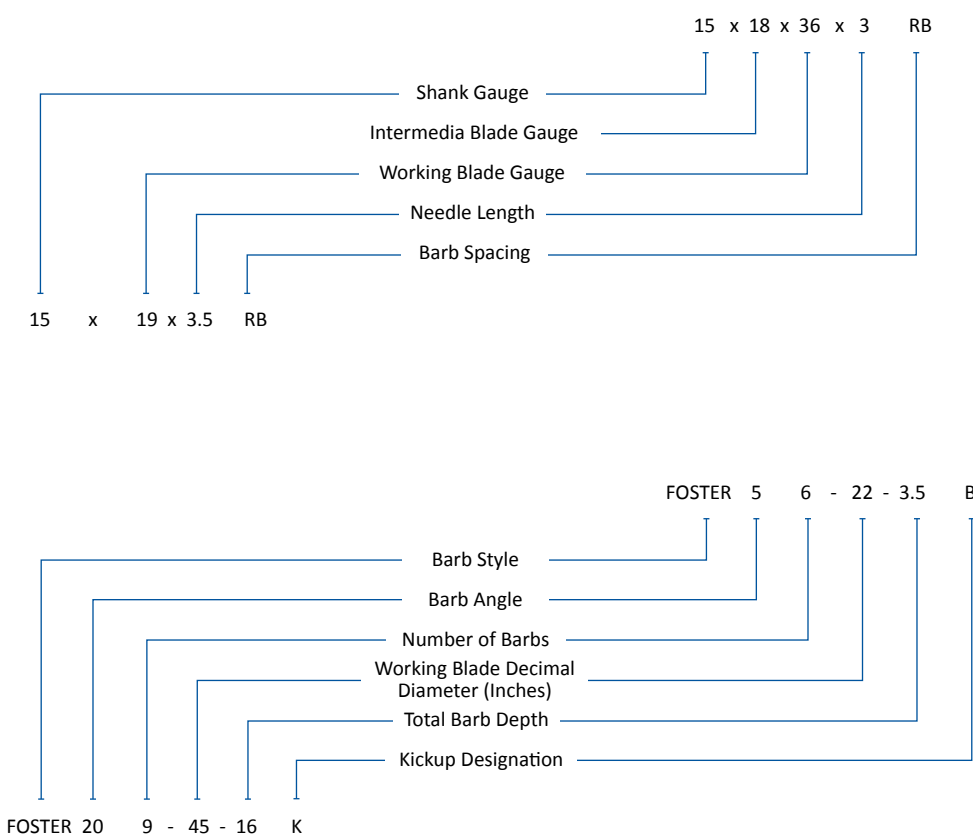 15 x 18 x 36 x 3 RB
Shank Gauge
Intermedia Blade Gauge
Working Blade Gauge
Needle Length
Barb Spacing
15 x 19 x 3.5 RB
FOSTER 5 6 - 22 - 3.5 B
Barb Style
Barb Angle
Number of Barbs
Working Blade Decimal
Diameter (Inches)
Total Barb Depth
Kickup Designation
FOSTER 20 9 - 45 - 16 K